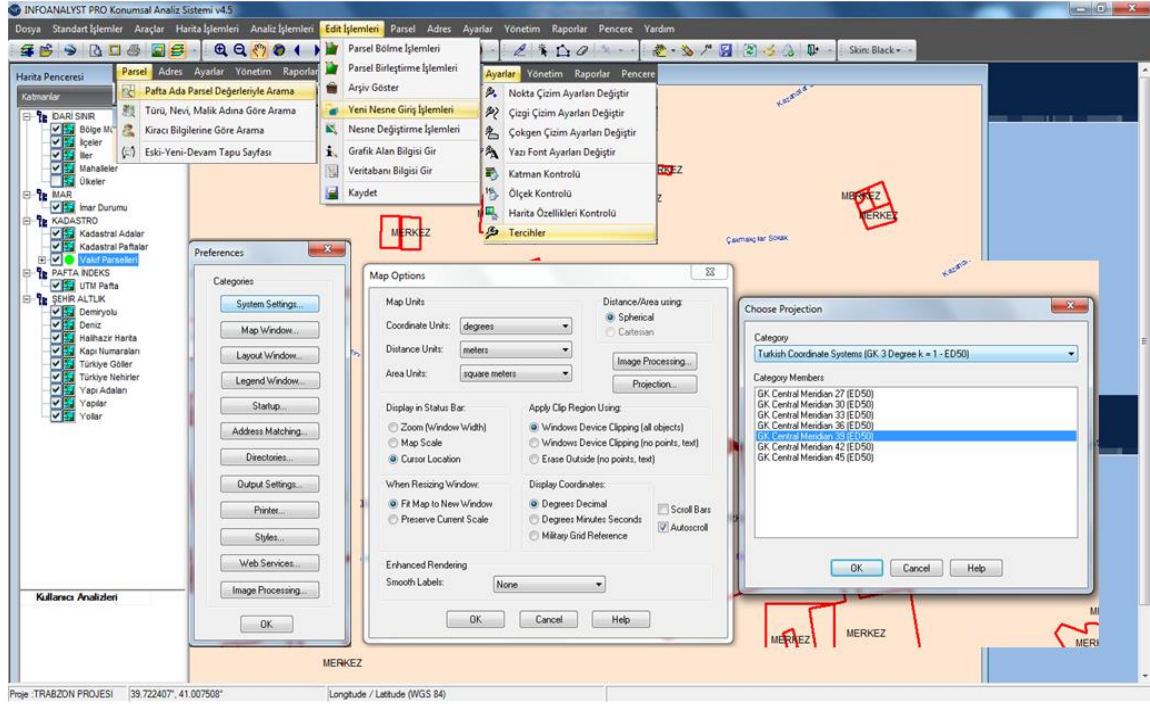 INFOANALYST PRO Konumsal Analiz Sistemi v4.5
Dosya Standart İşlemler Araçlar Harita İşlemleri Analiz İşlemleri Edit İşlemleri Parsel Adres Ayarlar Yönetim Raporlar Pencere Yardım
Skin: Black
Parsel Bölme İşlemleri
Parsel Birleştirme İşlemleri
Arşiv Göster
Yeni Nesne Giriş İşlemleri
Nesne Değiştirme İşlemleri
Grafik Alan Bilgisi Gir
Veritabanı Bilgisi Gir
Kaydet
Parsel Adres Ayarlar Yönetim Raporlar
Pafta Ada Parsel Değerleriyle Arama
Türü, Nevi, Malik Adına Göre Arama
Kiracı Bilgilerine Göre Arama
Eski-Yeni-Devam Tapu Sayfası
Ayarlar Yönetim Raporlar Pencere
Nokta Çizim Ayarları Değiştir
Çizgi Çizim Ayarları Değiştir
Çokgen Çizim Ayarları Değiştir
Yazı Font Ayarları Değiştir
Katman Kontrolü
Ölçek Kontrolü
Harita Özellikleri Kontrolü
Tercihler
Harita Penceresi
Katmanlar
IDARİ SINIR
Bölge
İlçeler
İller
Mahalleler
Ülkeler
IMAR
İmar Durumu
KADASTRO
Kadastral Adalar
Kadastral Paftalar
Vakıf Parselleri
PAFTA INDEKS
UTM Pafta
ŞEHİR ALTLIK
Demiryolu
Deniz
Halihazir Harita
Kapı Numaraları
Türkiye Göller
Türkiye Nehirler
Yapı Adaları
Yapılar
Yollar
Kullanıcı Analizleri
MERKEZ
MERKEZ
MERKEZ
Preferences
Categories
System Settings...
Map Window...
Layout Window...
Legend Window...
Startup...
Address Matching...
Directories...
Output Settings...
Printer...
Styles...
Web Services...
Image Processing...
OK
Map Options
Map Units
Coordinate Units: degrees
Distance Units: meters
Area Units: square meters
Distance/Area using:
Spherical
Cartesian
Image Processing...
Projection...
Display in Status Bar:
Zoom (Window Width)
Map Scale
Cursor Location
Apply Clip Region Using:
Windows Device Clipping (all objects)
Windows Device Clipping (no points, text)
Erase Outside (no points, text)
When Resizing Window:
Fit Map to New Window
Preserve Current Scale
Display Coordinates:
Degrees Decimal
Degrees Minutes Seconds
Military Grid Reference
Scroll Bars
Autoscroll
Enhanced Rendering
Smooth Labels: None
OK Cancel Help
Choose Projection
Category
Turkish Coordinate Systems (GK 3 Degree k = 1 - ED50)
Category Members
GK Central Meridian 27 (ED50)
GK Central Meridian 30 (ED50)
GK Central Meridian 33 (ED50)
GK Central Meridian 36 (ED50)
GK Central Meridian 39 (ED50)
GK Central Meridian 42 (ED50)
GK Central Meridian 45 (ED50)
OK Cancel Help
MERKEZ
MERKEZ
MERKEZ
Proje :TRABZON PROJESİ 39.722407°, 41.007508° Longitude / Latitude (WGS 84)